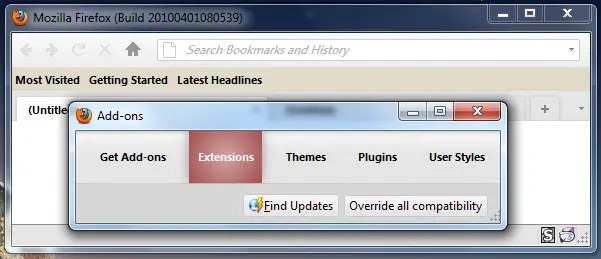 Mozilla Firefox (Build 20100401080539)
Search Bookmarks and History
Most Visited Getting Started Latest Headlines
(Untitle
Add-ons
Get Add-ons Extensions Themes Plugins User Styles
Find Updates Override all compatibility
S